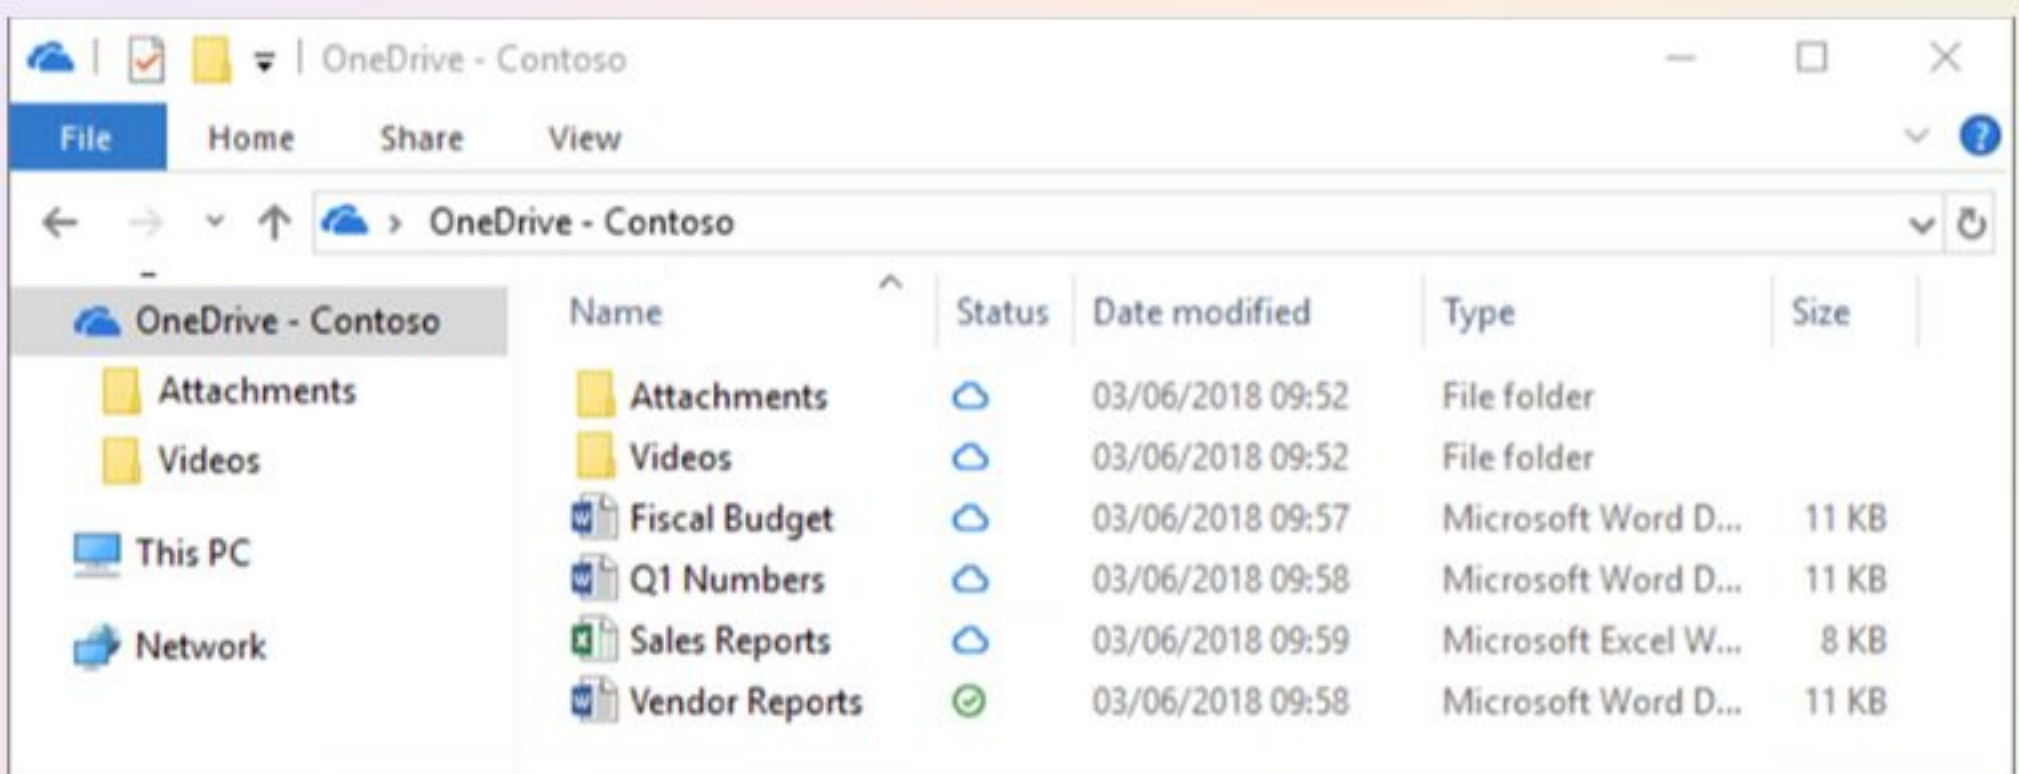 OneDrive - Contoso
File Home Share View
OneDrive - Contoso
OneDrive - Contoso
Attachments
Videos
This PC
Network
Name Status Date modified Type Size
Attachments 03/06/2018 09:52 File folder
Videos 03/06/2018 09:52 File folder
Fiscal Budget 03/06/2018 09:57 Microsoft Word D... 11 KB
Q1 Numbers 03/06/2018 09:58 Microsoft Word D... 11 KB
Sales Reports 03/06/2018 09:59 Microsoft Excel W... 8 KB
Vendor Reports 03/06/2018 09:58 Microsoft Word D... 11 KB